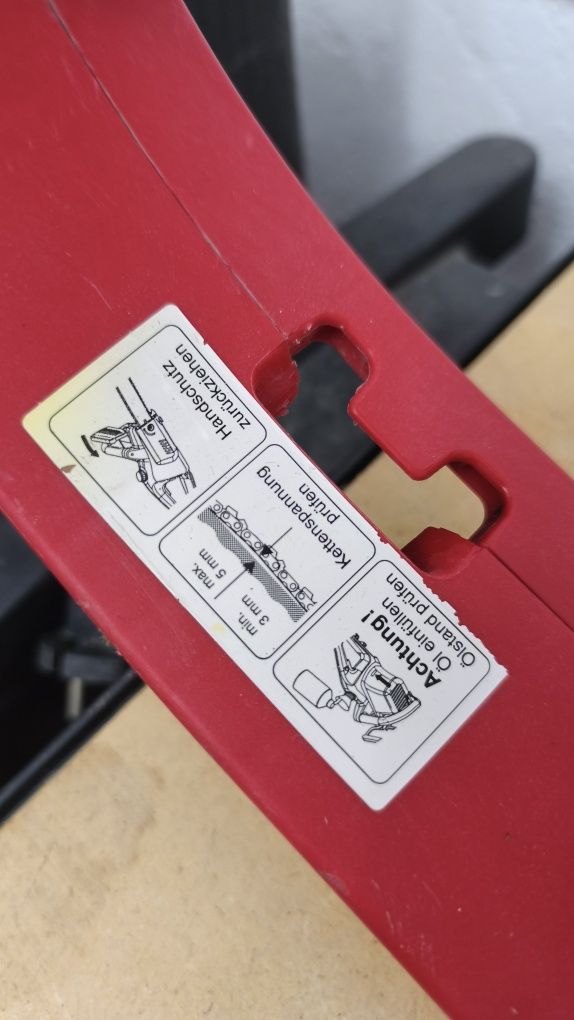 Achtung!
Öl einfüllen
Ölstand prüfen
Kettenspannung
prüfen
min. max.
3 mm 5 mm
Handschutz
zurückziehen